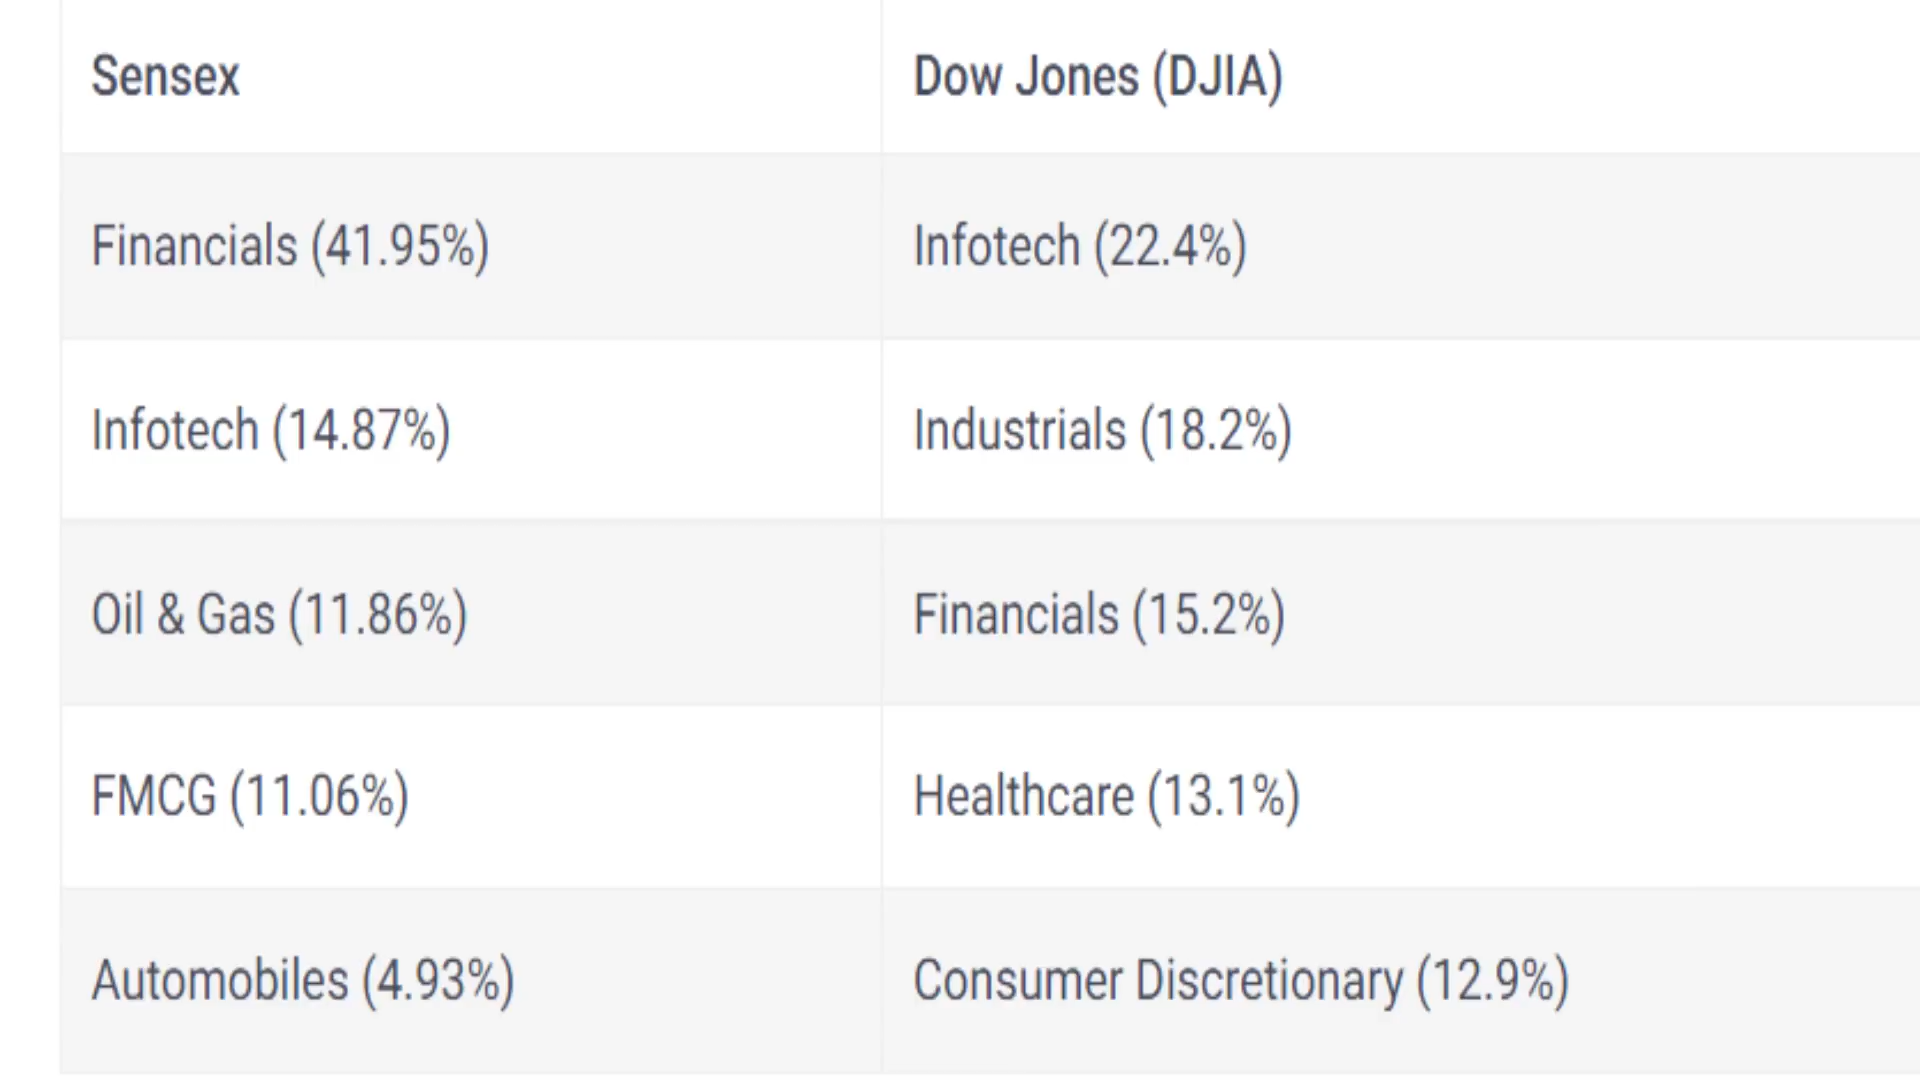 Sensex
Dow Jones (DJIA)
Financials (41.95%)
Infotech (22.4%)
Infotech (14.87%)
Industrials (18.2%)
Oil & Gas (11.86%)
Financials (15.2%)
FMCG (11.06%)
Healthcare (13.1%)
Automobiles (4.93%)
Consumer Discretionary (12.9%)